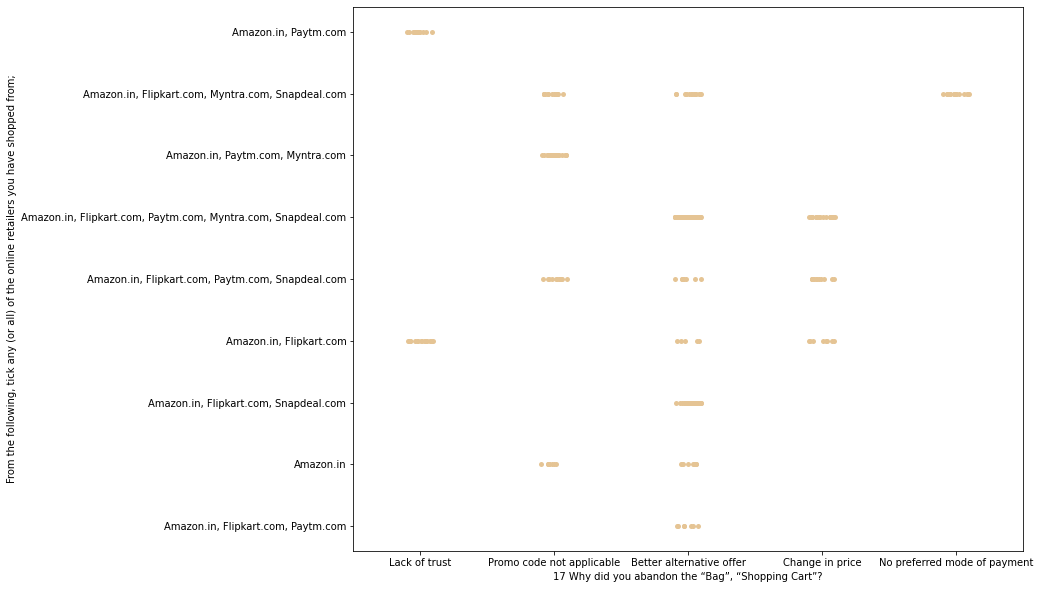 From the following, tick any (or all) of the online retailers you have shopped from;
Amazon.in, Paytm.com
Amazon.in, Flipkart.com, Myntra.com, Snapdeal.com
Amazon.in, Paytm.com, Myntra.com
Amazon.in, Flipkart.com, Paytm.com, Myntra.com, Snapdeal.com
Amazon.in, Flipkart.com, Paytm.com, Snapdeal.com
Amazon.in, Flipkart.com
Amazon.in, Flipkart.com, Snapdeal.com
Amazon.in
Amazon.in, Flipkart.com, Paytm.com
Lack of trust Promo code not applicable Better alternative offer Change in price No preferred mode of payment
17 Why did you abandon the “Bag”, “Shopping Cart”?